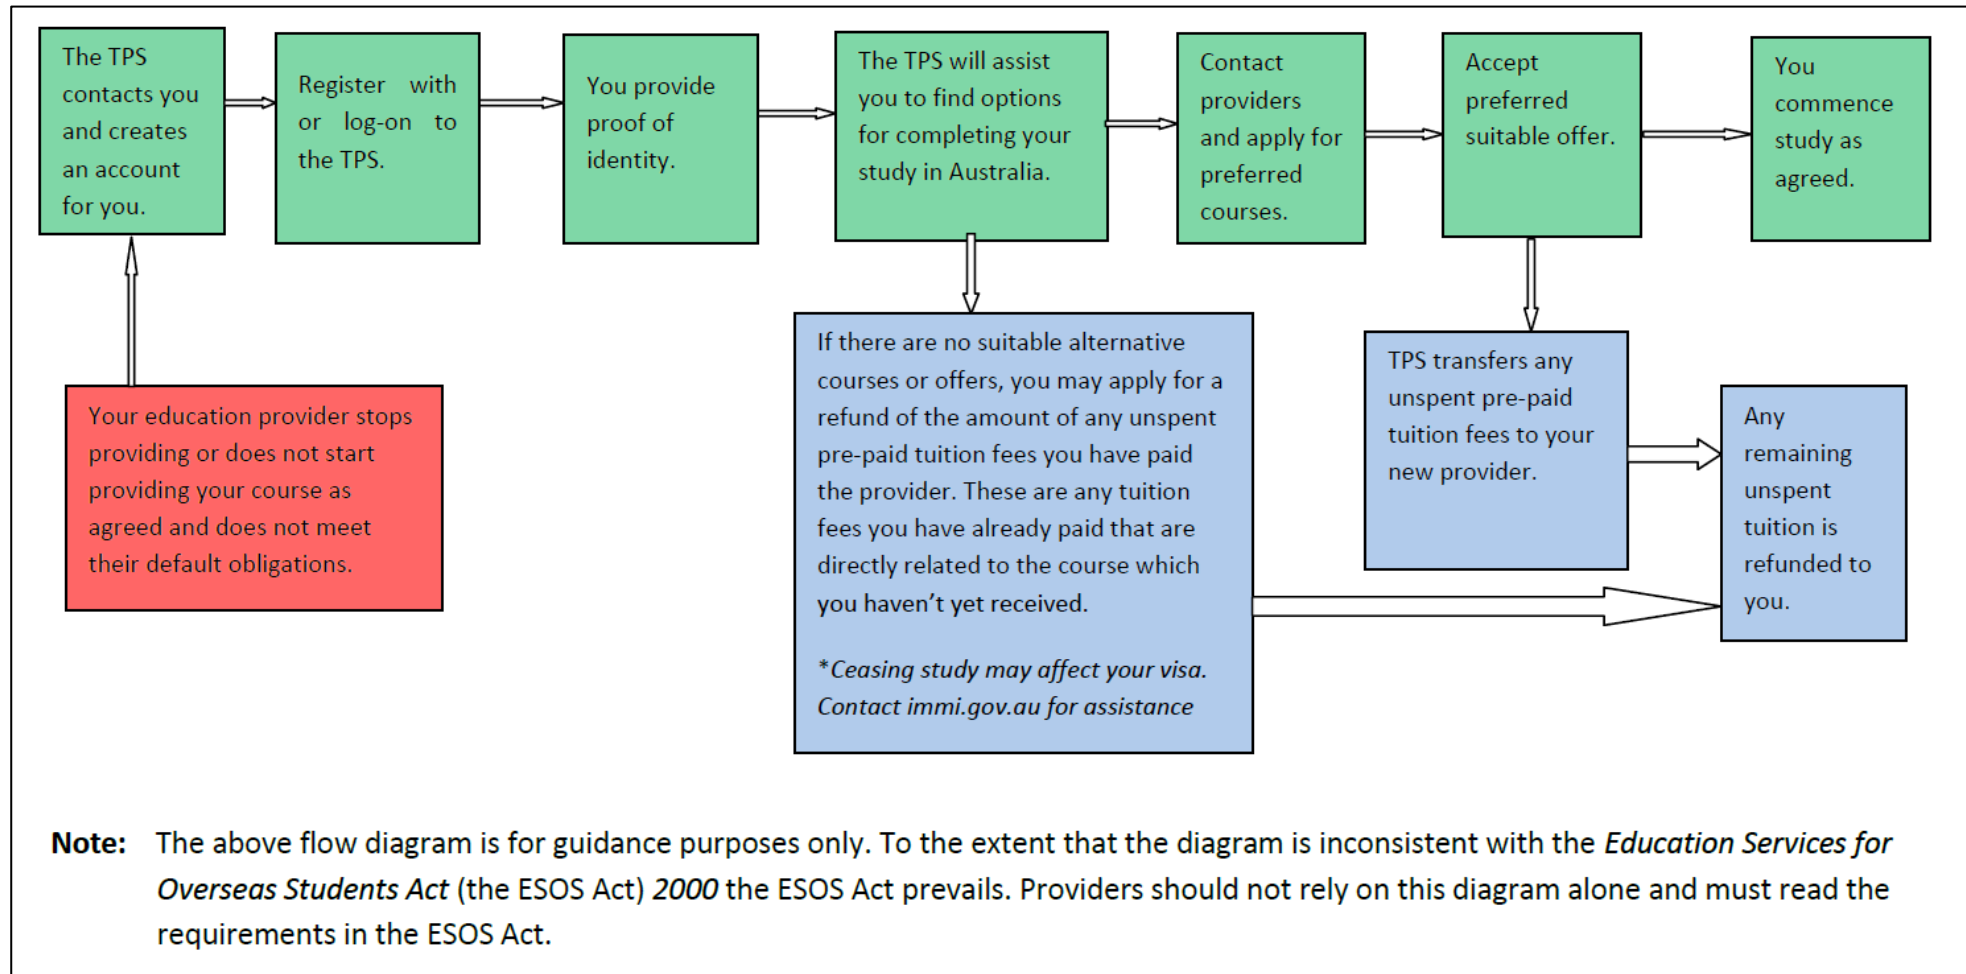 The TPS
contacts you
and creates
an account
for you.
Register with
or log-on to
the TPS.
You provide
proof of
identity.
The TPS will assist
you to find options
for completing your
study in Australia.
Contact
providers
and apply for
preferred
courses.
Accept
preferred
suitable offer.
You
commence
study as
agreed.
Your education provider stops
providing or does not start
providing your course as
agreed and does not meet
their default obligations.
If there are no suitable alternative
courses or offers, you may apply for a
refund of the amount of any unspent
pre-paid tuition fees you have paid
the provider. These are any tuition
fees you have already paid that are
directly related to the course which
you haven’t yet received.
*Ceasing study may affect your visa.
Contact immi.gov.au for assistance
TPS transfers any
unspent pre-paid
tuition fees to your
new provider.
Any
remaining
unspent
tuition is
refunded to
you.
Note: The above flow diagram is for guidance purposes only. To the extent that the diagram is inconsistent with the Education Services for
Overseas Students Act (the ESOS Act) 2000 the ESOS Act prevails. Providers should not rely on this diagram alone and must read the
requirements in the ESOS Act.